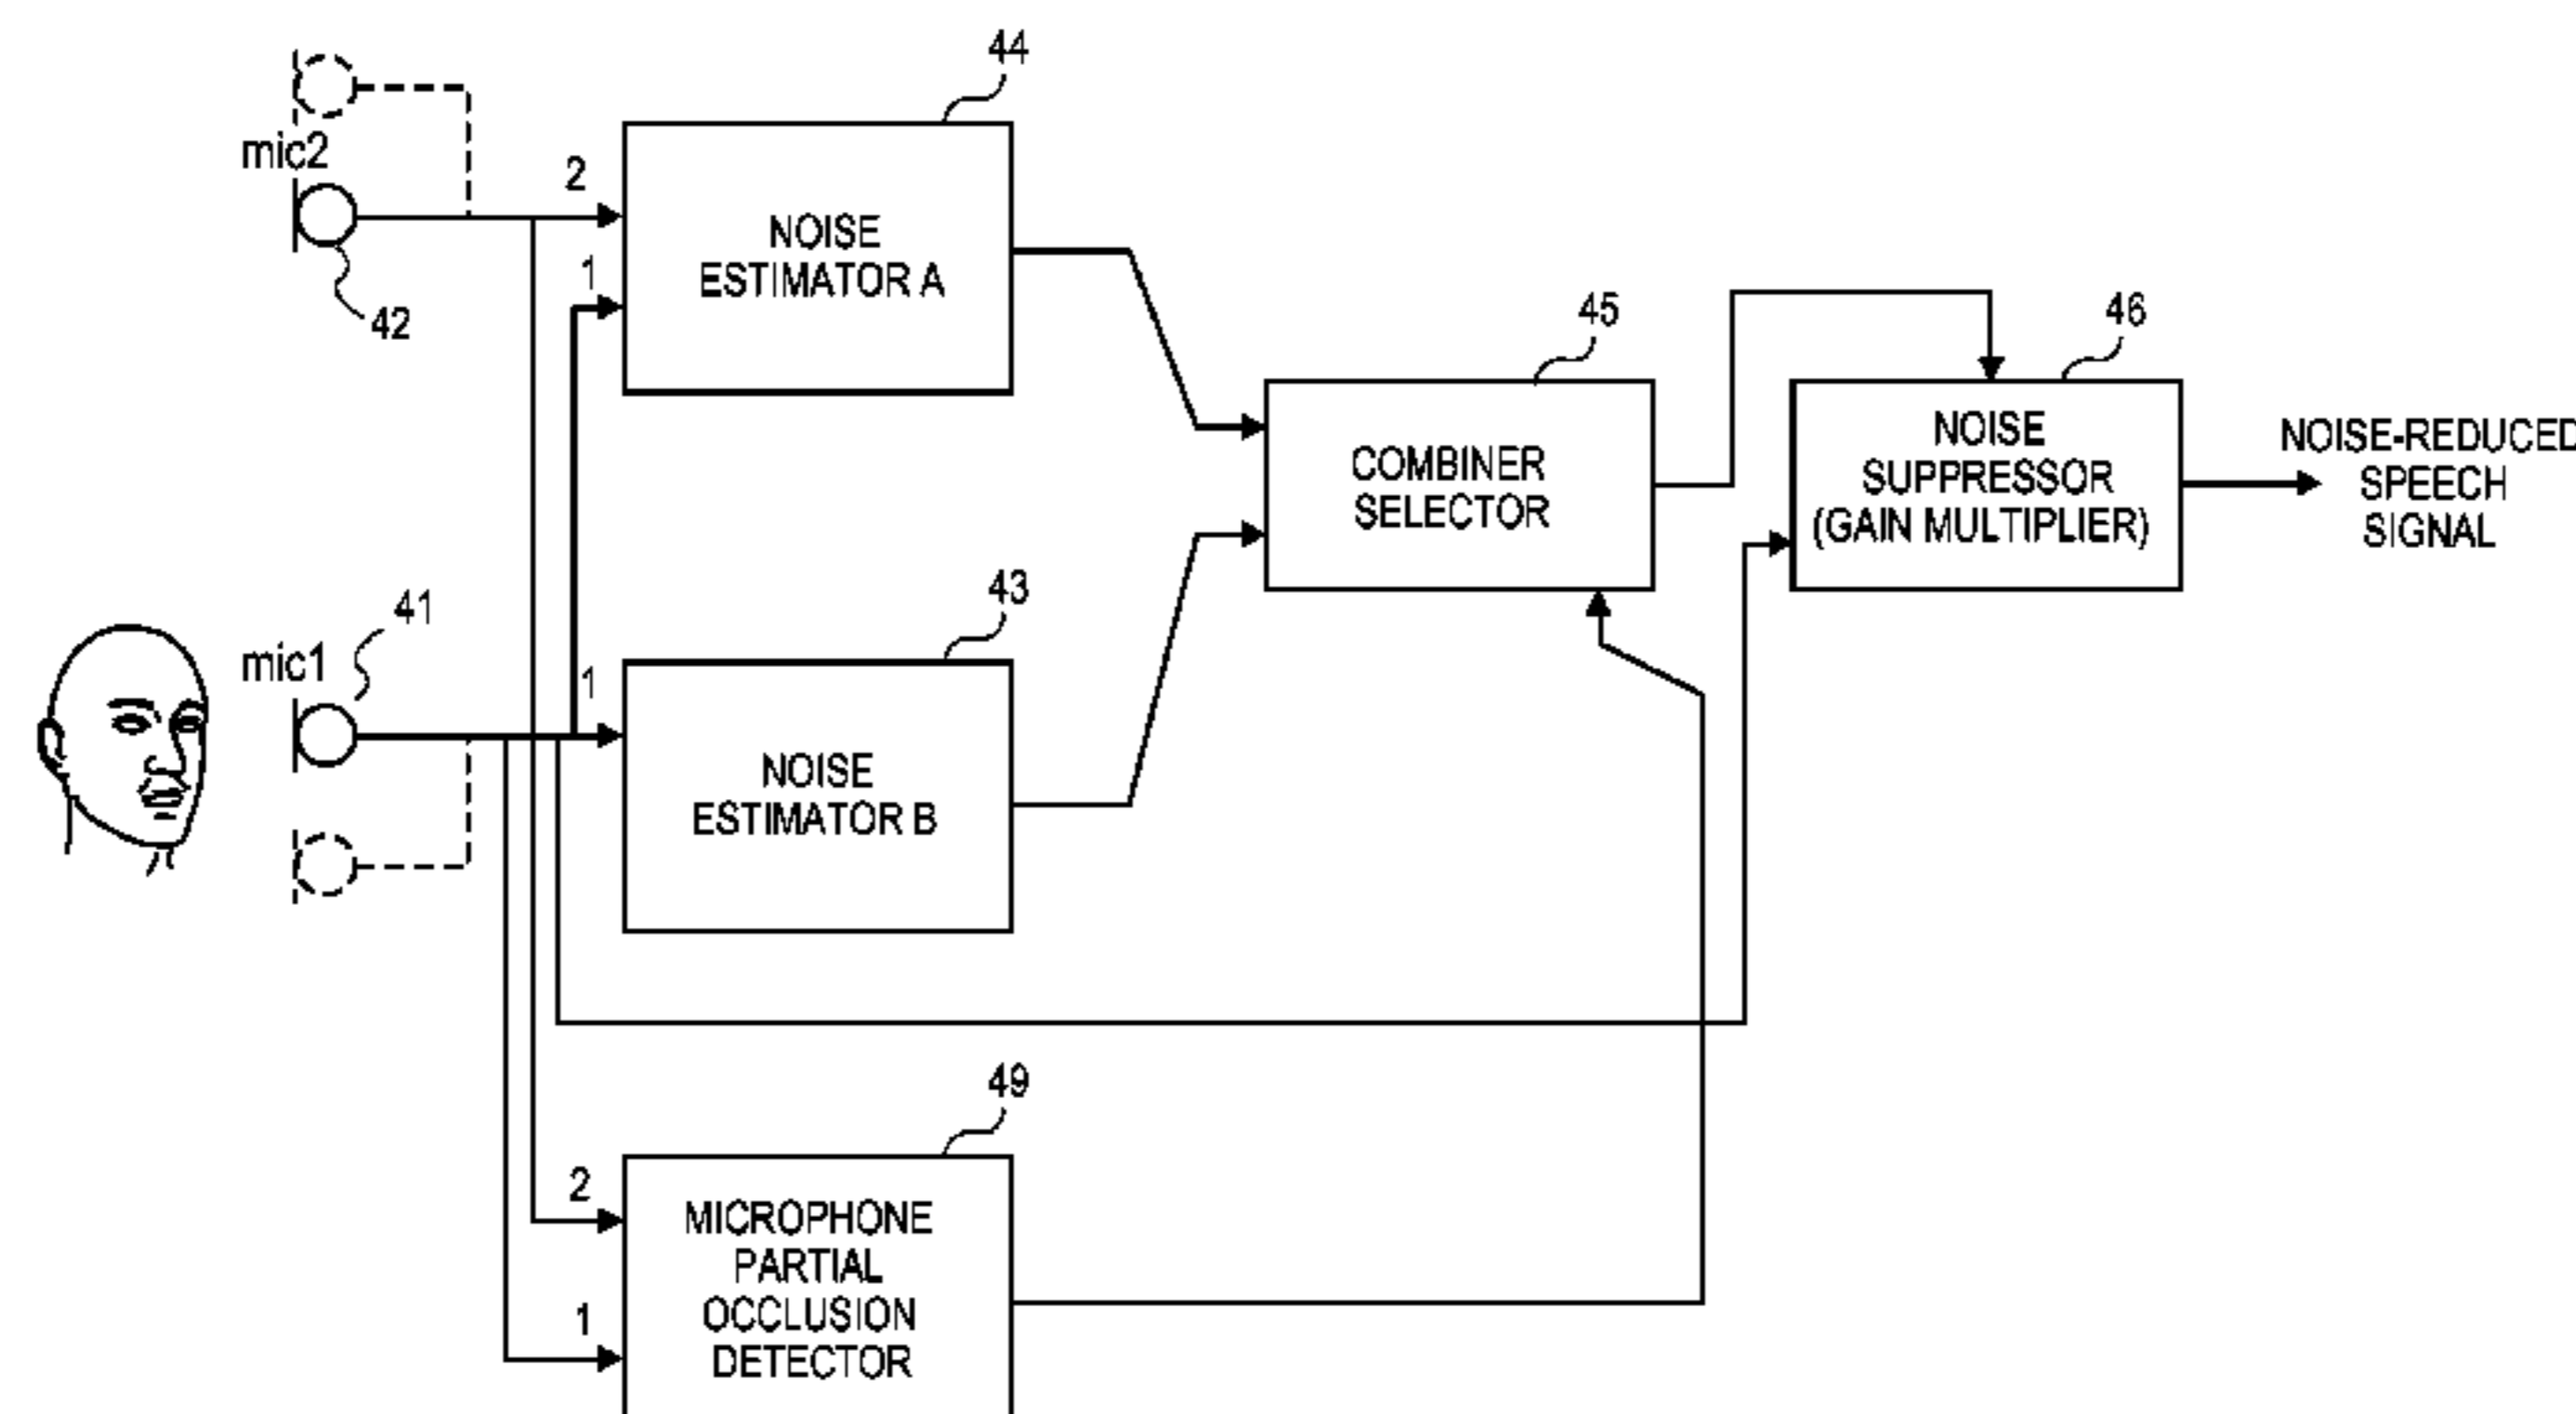 44
mic2
2
NOISE
ESTIMATOR A
1
42
45
46
COMBINER
SELECTOR
NOISE
SUPPRESSOR
(GAIN MULTIPLIER)
NOISE-REDUCED
SPEECH
SIGNAL
41
43
mic1
1
NOISE
ESTIMATOR B
49
2
MICROPHONE
PARTIAL
OCCLUSION
DETECTOR
1